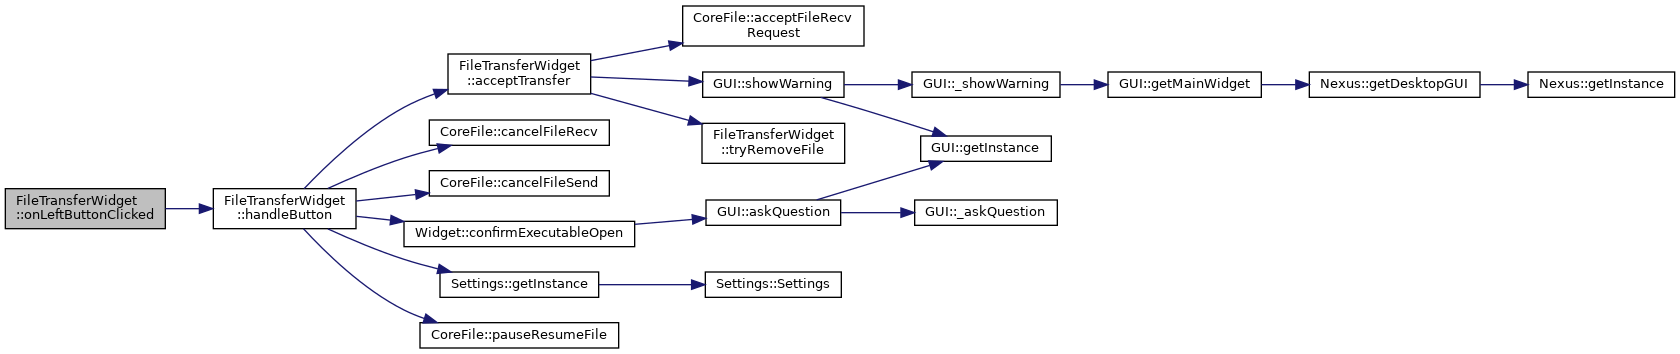 FileTransferWidget
::onLeftButtonClicked
FileTransferWidget
::handleButton
FileTransferWidget
::acceptTransfer
CoreFile::acceptFileRecv
Request
GUI::showWarning
GUI::_showWarning
GUI::getMainWidget
Nexus::getDesktopGUI
Nexus::getInstance
GUI::getInstance
FileTransferWidget
::tryRemoveFile
CoreFile::cancelFileRecv
CoreFile::cancelFileSend
Widget::confirmExecutableOpen
GUI::askQuestion
GUI::_askQuestion
Settings::getInstance
Settings::Settings
CoreFile::pauseResumeFile